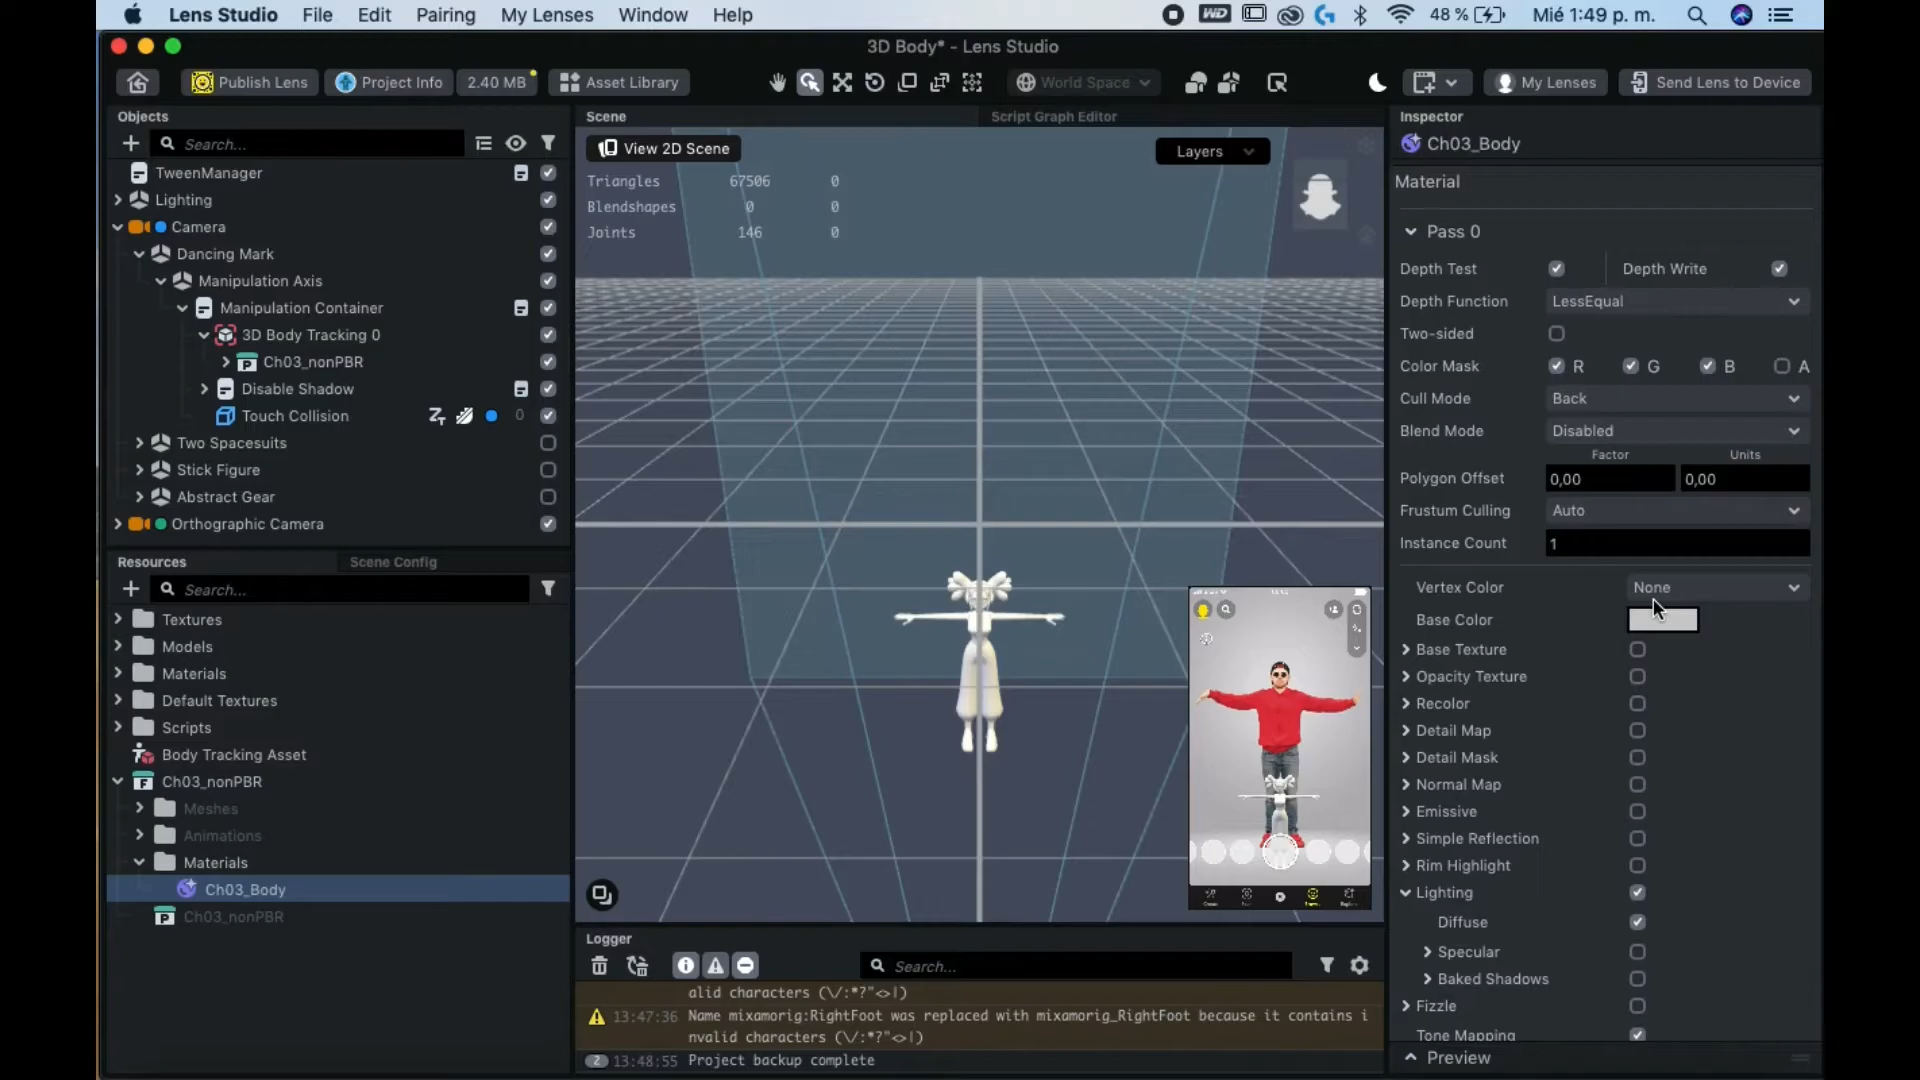 Lens Studio File Edit Pairing My Lenses Window Help WD 48 % Mié 1:49 p. m.
3D Body* - Lens Studio
Publish Lens Project Info 2.40 MB Asset Library World Space My Lenses Send Lens to Device
Objects
Search...
TweenManager
Lighting
Camera
Dancing Mark
Manipulation Axis
Manipulation Container
3D Body Tracking 0
P Ch03_nonPBR
Disable Shadow
Touch Collision 0
Two Spacesuits
Stick Figure
Abstract Gear
Orthographic Camera
Resources Scene Config
Search...
Textures
Models
Materials
Default Textures
Scripts
Body Tracking Asset
F Ch03_nonPBR
Meshes
Animations
Materials
Ch03_Body
P Ch03_nonPBR
Scene Script Graph Editor
View 2D Scene Layers
Triangles 67506 0
Blendshapes 0 0
Joints 146 0
Logger
Search...
alid characters (\/:*?"<>|)
13:47:36 Name mixamorig:RightFoot was replaced with mixamorig_RightFoot because it contains i
nvalid characters (\/:*?"<>|)
2 13:48:55 Project backup complete
Inspector
Ch03_Body
Material
Pass 0
Depth Test Depth Write
Depth Function LessEqual
Two-sided
Color Mask R G B A
Cull Mode Back
Blend Mode Disabled
Factor Units
Polygon Offset 0,00 0,00
Frustum Culling Auto
Instance Count 1
Vertex Color None
Base Color
Base Texture
Opacity Texture
Recolor
Detail Map
Detail Mask
Normal Map
Emissive
Simple Reflection
Rim Highlight
Lighting
Diffuse
Specular
Baked Shadows
Fizzle
Tone Mapping
Preview